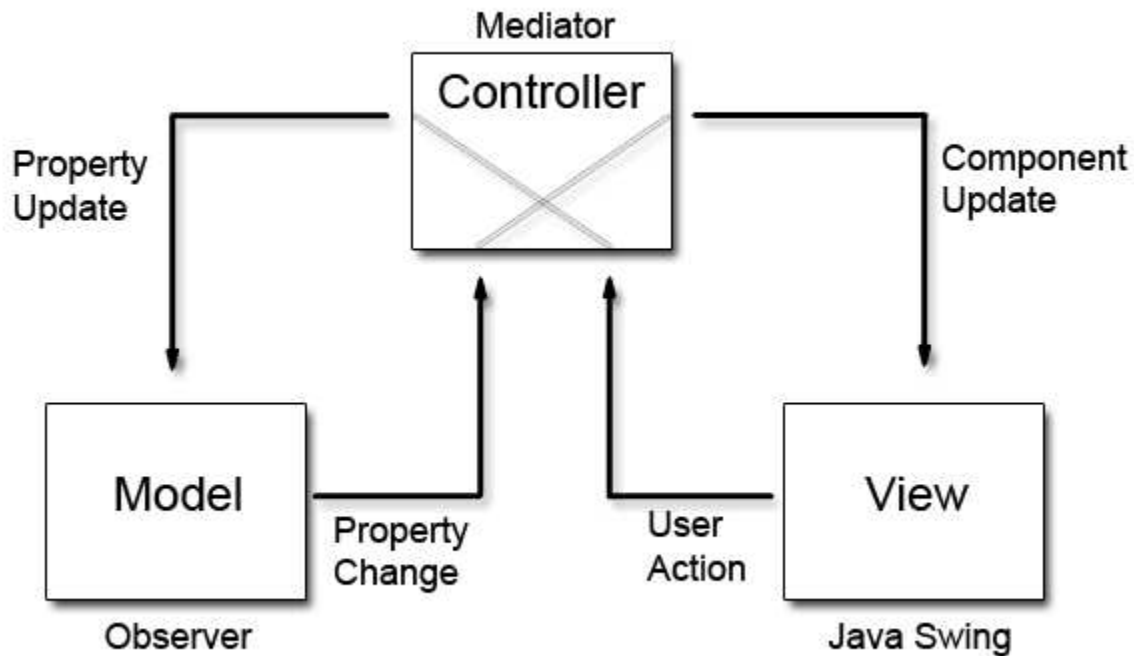 Mediator
Controller
Property
Update
Component
Update
Model
View
Property
Change
User
Action
Observer
Java Swing